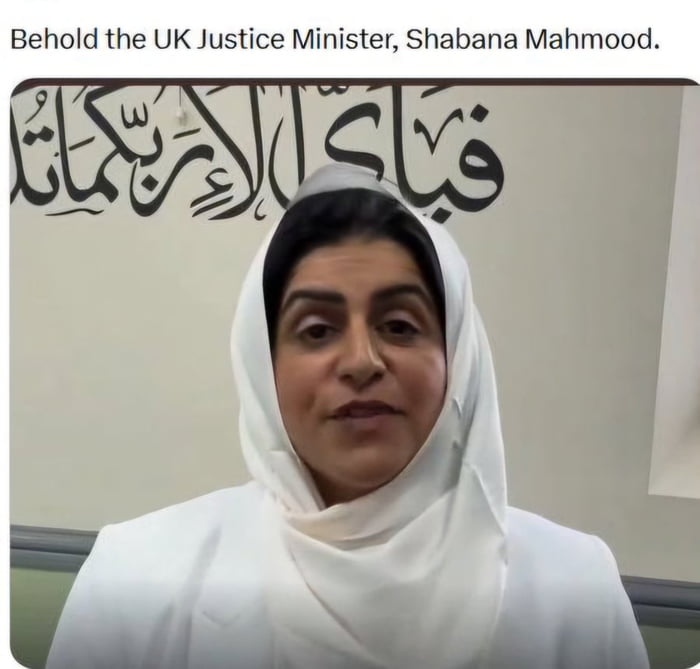 Behold the UK Justice Minister, Shabana Mahmood.
فبأي آلاء ربكما